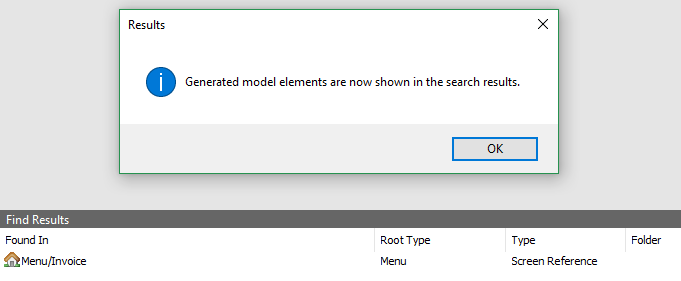 Results
Generated model elements are now shown in the search results.
OK
Find Results
Found In Root Type Type Folder
Menu/Invoice Menu Screen Reference